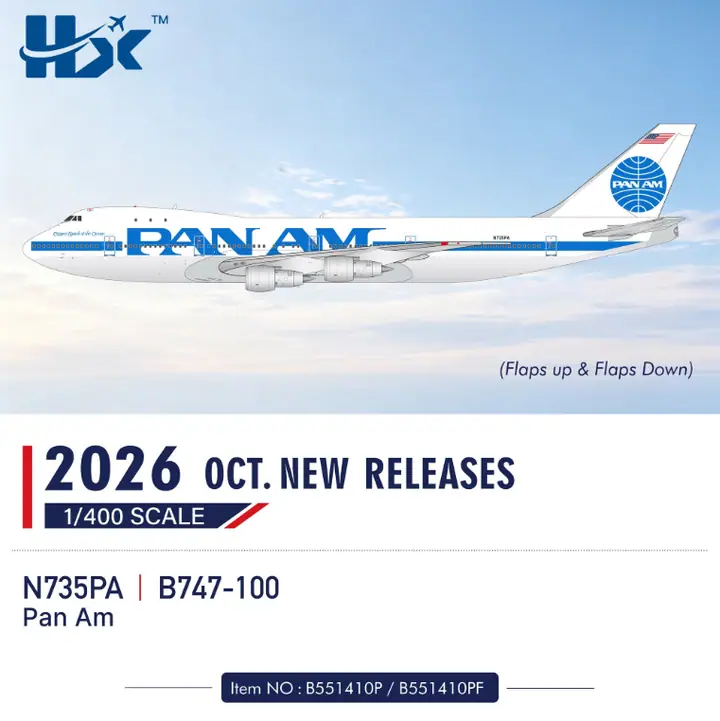 HX ™
PAN AM
PAN AM
N735PA
(Flaps up & Flaps Down)
2026 OCT. NEW RELEASES
1/400 SCALE
N735PA | B747-100
Pan Am
Item NO : B551410P / B551410PF